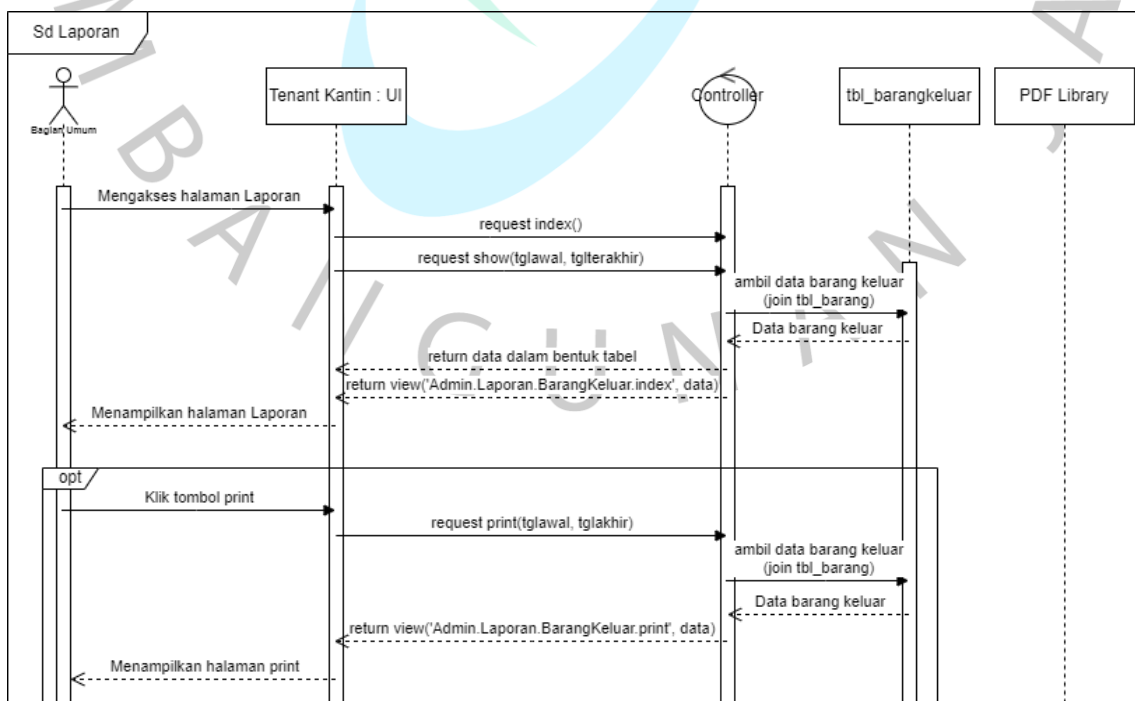 Sd Laporan
Bagian Umum
Tenant Kantin : UI
Controller
tbl_barangkeluar
PDF Library
Mengakses halaman Laporan
request index()
request show(tglawal, tglterakhir)
ambil data barang keluar
(join tbl_barang)
Data barang keluar
return data dalam bentuk tabel
return view('Admin.Laporan.BarangKeluar.index', data)
Menampilkan halaman Laporan
opt
Klik tombol print
request print(tglawal, tglakhir)
ambil data barang keluar
(join tbl_barang)
Data barang keluar
return view('Admin.Laporan.BarangKeluar.print', data)
Menampilkan halaman print